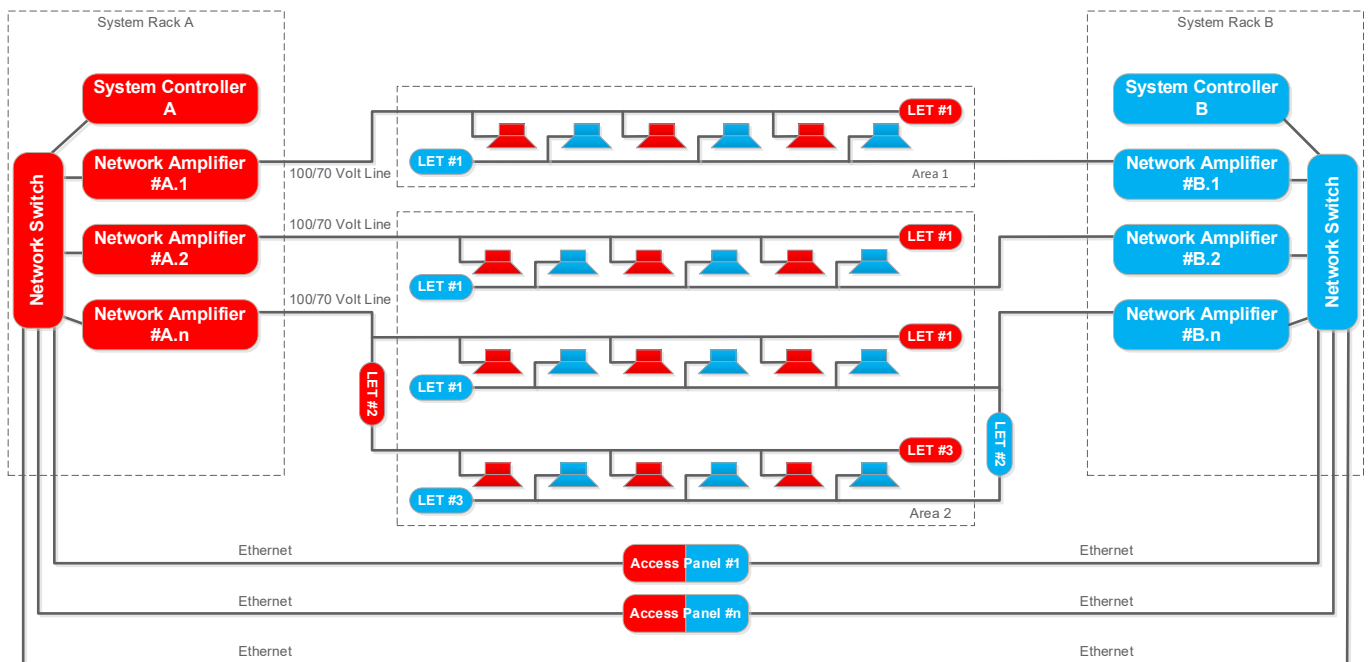 System Rack A
System Rack B
System Controller
A
System Controller
B
LET #1
Network Amplifier
#A.1
LET #1
100/70 Volt Line
Area 1
Network Amplifier
#B.1
Network Switch
Network Switch
100/70 Volt Line
Network Amplifier
#A.2
LET #1
LET #1
Network Amplifier
#B.2
100/70 Volt Line
Network Amplifier
#A.n
LET #1
LET #1
Network Amplifier
#B.n
LET #2
LET #2
LET #3
LET #3
Area 2
Ethernet
Access Panel #1
Ethernet
Ethernet
Access Panel #n
Ethernet
Ethernet
Ethernet